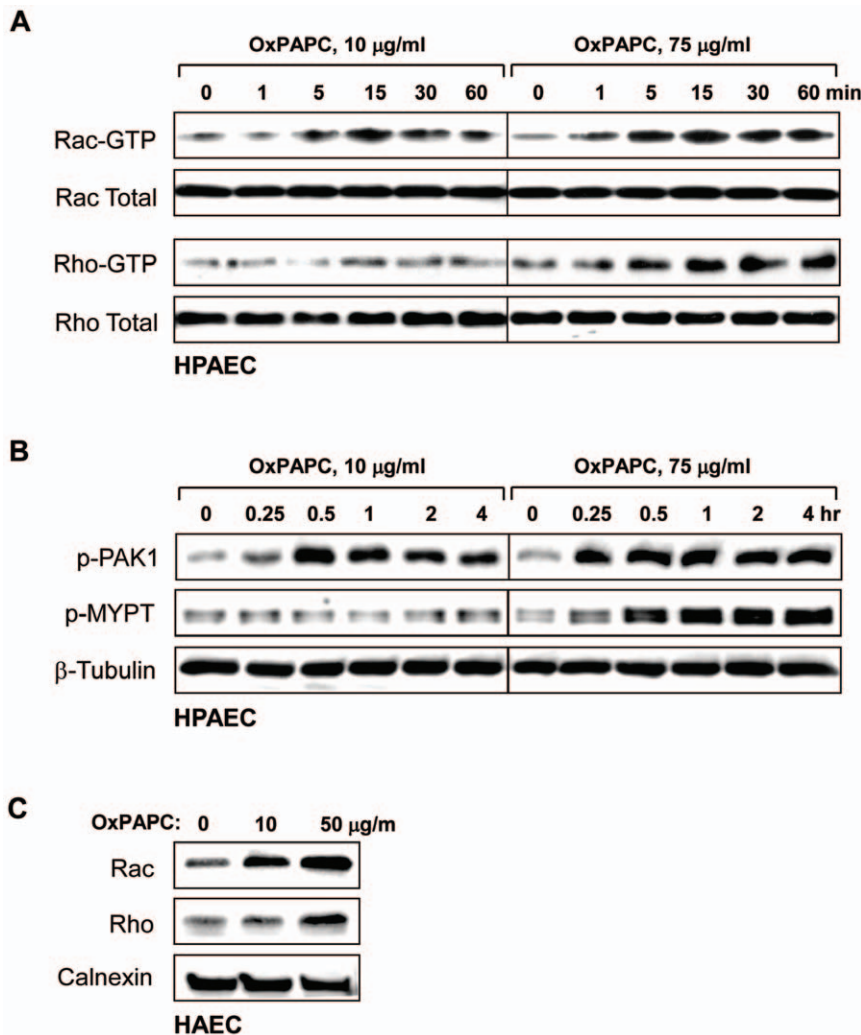 A
OxPAPC, 10 μg/ml OxPAPC, 75 μg/ml
0 1 5 15 30 60 0 1 5 15 30 60 min
Rac-GTP
Rac Total
Rho-GTP
Rho Total
HPAEC
B
OxPAPC, 10 μg/ml OxPAPC, 75 μg/ml
0 0.25 0.5 1 2 4 0 0.25 0.5 1 2 4 hr
p-PAK1
p-MYPT
β-Tubulin
HPAEC
C
OxPAPC: 0 10 50 μg/m
Rac
Rho
Calnexin
HAEC